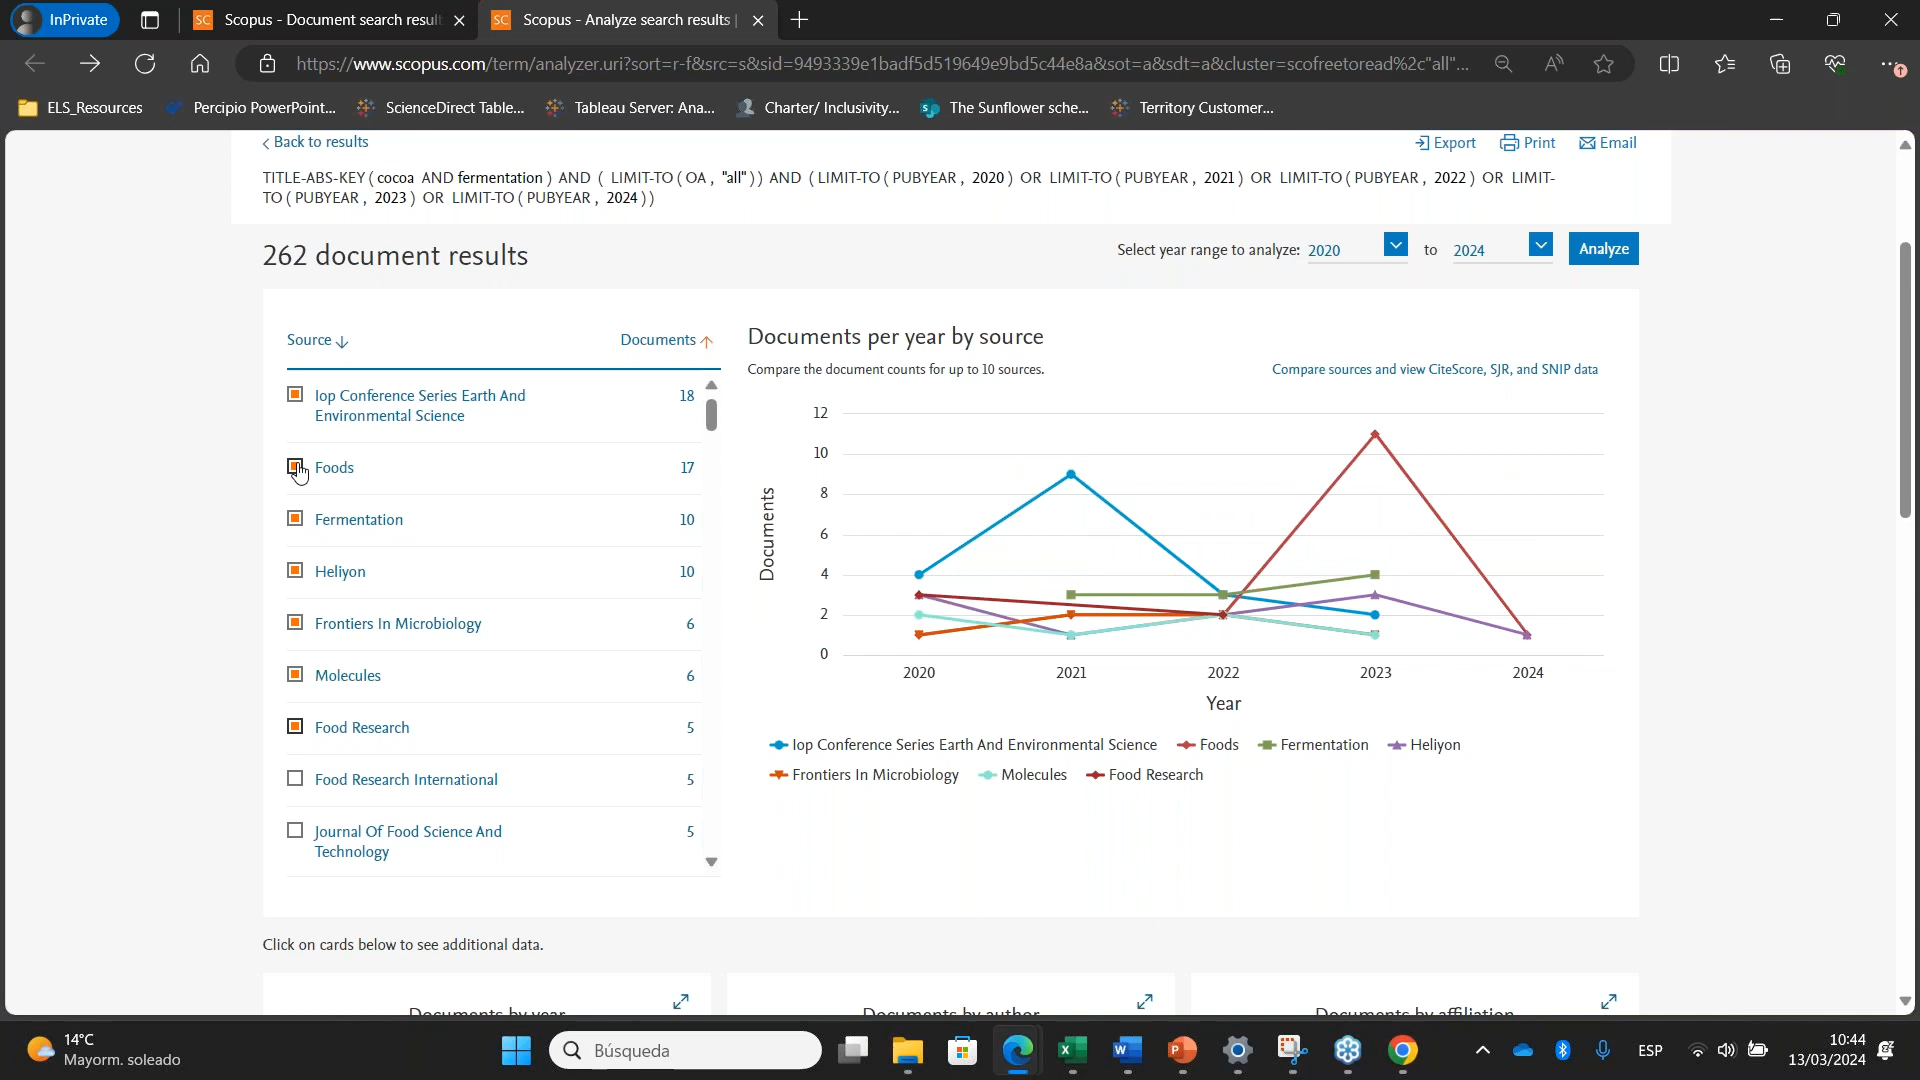 InPrivate
Scopus - Document search resul
Scopus - Analyze search results |
https://www.scopus.com/term/analyzer.uri?sort=r-f&src=s&sid=9493339e1badf5d519649e9bd5c44e8a&sot=a&sdt=a&cluster=scofreetoread%2c"all"...
ELS_Resources
Percipio PowerPoint...
ScienceDirect Table...
Tableau Server: Ana...
Charter/ Inclusivity...
The Sunflower sche...
Territory Customer...
Back to results
Export
Print
Email
TITLE-ABS-KEY ( cocoa AND fermentation ) AND ( LIMIT-TO ( OA , "all" ) ) AND ( LIMIT-TO ( PUBYEAR , 2020 ) OR LIMIT-TO ( PUBYEAR , 2021 ) OR LIMIT-TO ( PUBYEAR , 2022 ) OR LIMIT-
TO ( PUBYEAR , 2023 ) OR LIMIT-TO ( PUBYEAR , 2024 ) )
262 document results
Select year range to analyze: 2020 to 2024 Analyze
Source
Documents
Iop Conference Series Earth And
Environmental Science
18
Foods 17
Fermentation 10
Heliyon 10
Frontiers In Microbiology 6
Molecules 6
Food Research 5
Food Research International 5
Journal Of Food Science And
Technology
5
Documents per year by source
Compare the document counts for up to 10 sources.
Compare sources and view CiteScore, SJR, and SNIP data
12
10
8
6
4
2
0
Documents
2020 2021 2022 2023 2024
Year
Iop Conference Series Earth And Environmental Science Foods Fermentation Heliyon
Frontiers In Microbiology Molecules Food Research
Click on cards below to see additional data.
Documents by year
Documents by author
Documents by affiliation
14°C
Mayorm. soleado
Búsqueda
ESP
10:44
13/03/2024